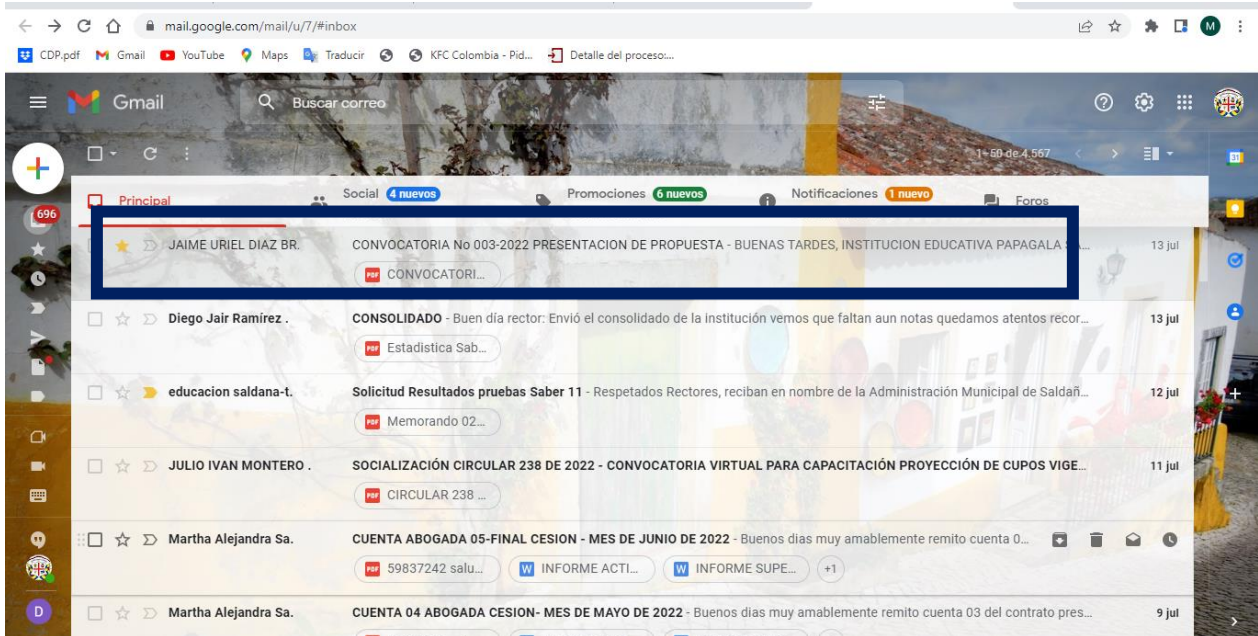 mail.google.com/mail/u/7/#inbox
M
CDP.pdf Gmail YouTube Maps Traducir KFC Colombia - Pid... Detalle del proceso:...
Gmail Buscar correo
1–50 de 4.567
31
Principal Social 4 nuevos Promociones 6 nuevos Notificaciones 1 nuevo Foros
696
JAIME URIEL DIAZ BR. CONVOCATORIA No 003-2022 PRESENTACION DE PROPUESTA - BUENAS TARDES, INSTITUCION EDUCATIVA PAPAGALA 13 jul
PDF CONVOCATORI...
Diego Jair Ramírez . CONSOLIDADO - Buen día rector: Envió el consolidado de la institución vemos que faltan aun notas quedamos atentos recor... 13 jul
PDF Estadistica Sab...
educacion saldana-t. Solicitud Resultados pruebas Saber 11 - Respetados Rectores, reciban en nombre de la Administración Municipal de Saldañ... 12 jul
PDF Memorando 02...
JULIO IVAN MONTERO . SOCIALIZACIÓN CIRCULAR 238 DE 2022 - CONVOCATORIA VIRTUAL PARA CAPACITACIÓN PROYECCIÓN DE CUPOS VIGE... 11 jul
PDF CIRCULAR 238 ...
Martha Alejandra Sa. CUENTA ABOGADA 05-FINAL CESION - MES DE JUNIO DE 2022 - Buenos dias muy amablemente remito cuenta 0...
PDF 59837242 salu... W INFORME ACTI... W INFORME SUPE... +1
D
Martha Alejandra Sa. CUENTA 04 ABOGADA CESION- MES DE MAYO DE 2022 - Buenos dias muy amablemente remito cuenta 03 del contrato pres... 9 jul